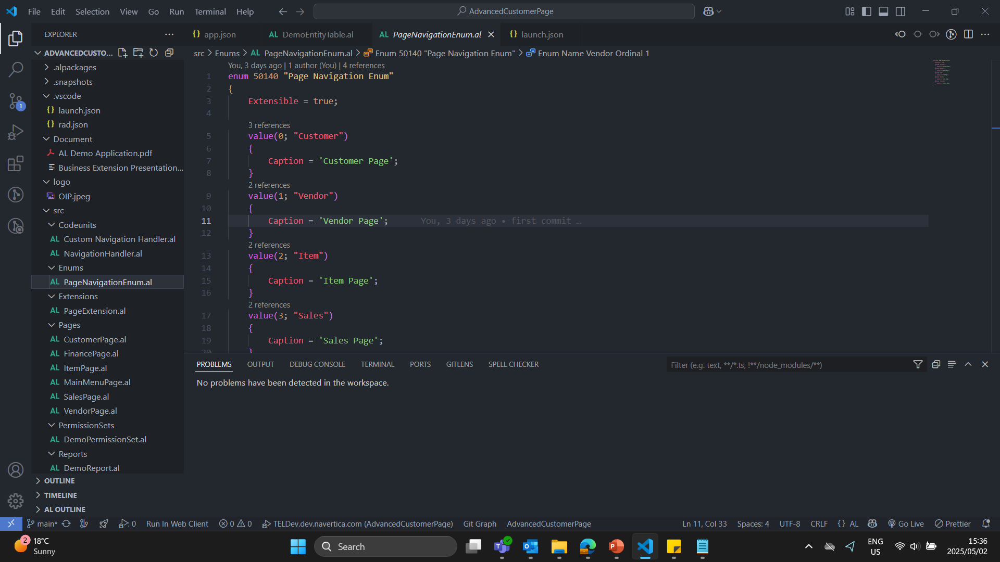 File Edit Selection View Go Run Terminal Help
AdvancedCustomerPage
EXPLORER
app.json
AL DemoEntityTable.al
AL PageNavigationEnum.al
launch.json
ADVANCEDCUSTO...
.alpackages
.snapshots
.vscode
launch.json
rad.json
Document
AL Demo Application.pdf
Business Extension Presentation...
logo
OIP.jpeg
src
Codeunits
AL Custom Navigation Handler.al
AL NavigationHandler.al
Enums
AL PageNavigationEnum.al
Extensions
AL PageExtension.al
Pages
AL CustomerPage.al
AL FinancePage.al
AL ItemPage.al
AL MainMenuPage.al
AL SalesPage.al
AL VendorPage.al
PermissionSets
AL DemoPermissionSet.al
Reports
AL DemoReport.al
OUTLINE
TIMELINE
AL OUTLINE
1
src > Enums > AL PageNavigationEnum.al > Enum 50140 "Page Navigation Enum" > Enum Name Vendor Ordinal 1
You, 3 days ago | 1 author (You) | 4 references
1 enum 50140 "Page Navigation Enum"
2 {
3 Extensible = true;
4
3 references
5 value(0; "Customer")
6 {
7 Caption = 'Customer Page';
8 }
2 references
9 value(1; "Vendor")
10 {
11 Caption = 'Vendor Page'; You, 3 days ago • first commit …
12 }
2 references
13 value(2; "Item")
14 {
15 Caption = 'Item Page';
16 }
2 references
17 value(3; "Sales")
18 {
19 Caption = 'Sales Page';
20 }
PROBLEMS OUTPUT DEBUG CONSOLE TERMINAL PORTS GITLENS SPELL CHECKER
Filter (e.g. text, **/*.ts, !**/node_modules/**)
No problems have been detected in the workspace.
main* : 0 Run In Web Client 0 0 TELDev.dev.navertica.com (AdvancedCustomerPage) Git Graph AdvancedCustomerPage
Ln 11, Col 33 Spaces: 4 UTF-8 CRLF {} AL Go Live Prettier
2 18°C
Sunny
Search
ENG
US
15:36
2025/05/02